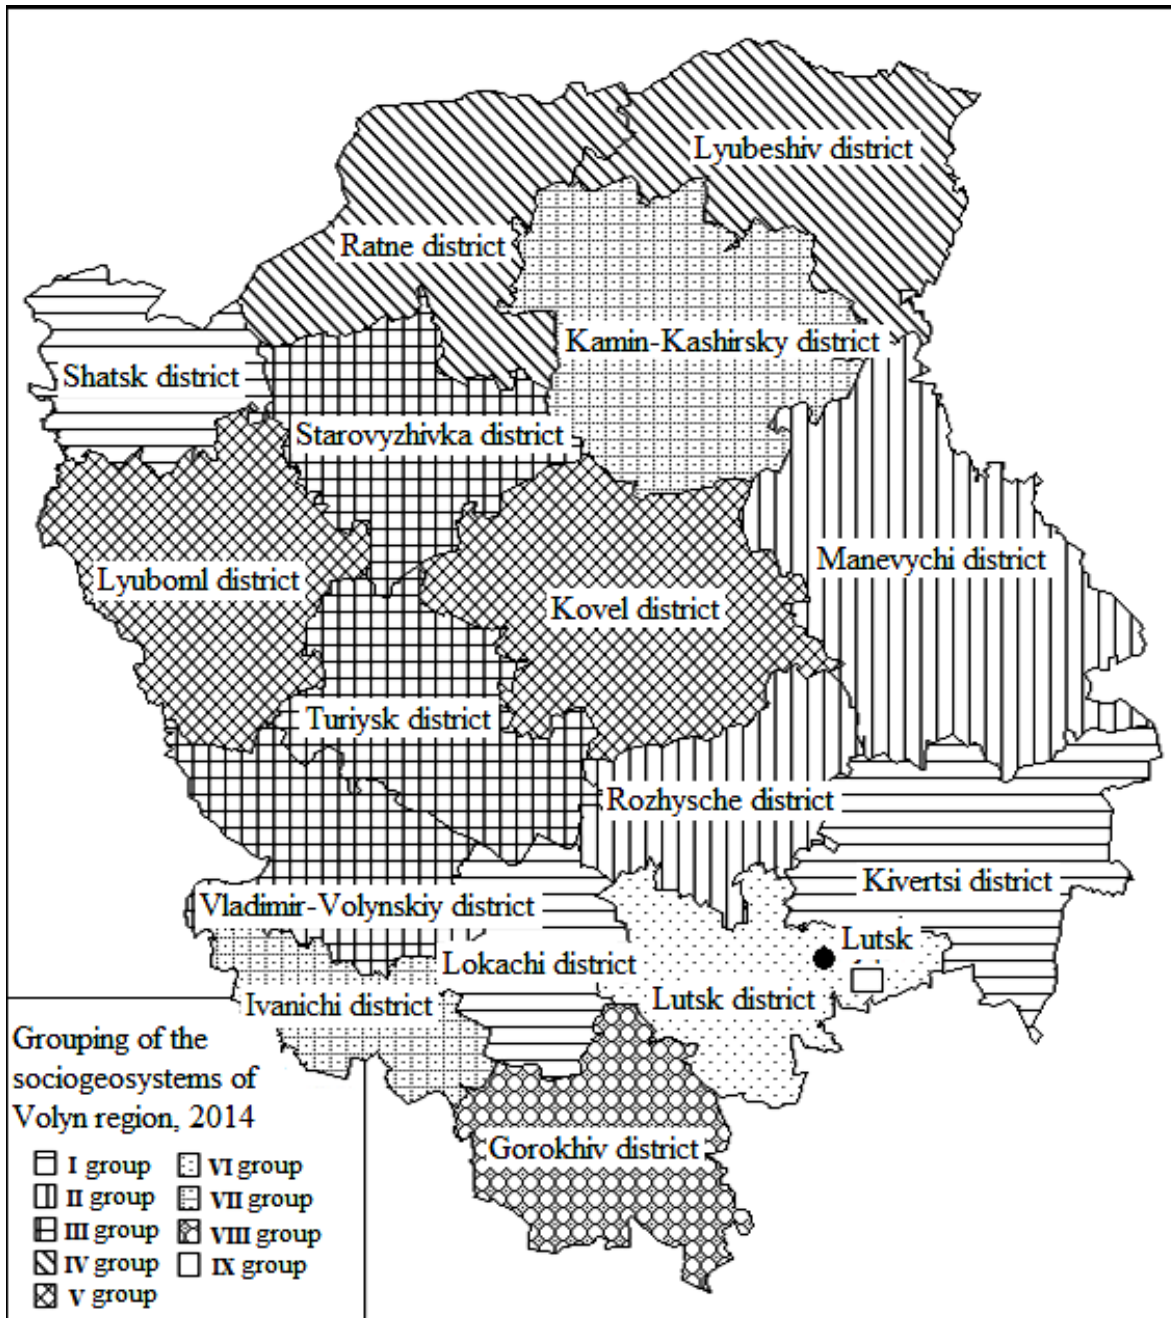 Lyubeshiv district
Ratne district
Kamin-Kashirsky district
Shatsk district
Starovyzhivka district
Manevychi district
Lyuboml district
Kovel district
Turiysk district
Rozhysche district
Kivertsi district
Vladimir-Volynskiy district
Lutsk
Lokachi district
Lutsk district
Ivanichi district
Gorokhiv district
Grouping of the
sociogeosystems of
Volyn region, 2014
I group
II group
III group
IV group
V group
VI group
VII group
VIII group
IX group